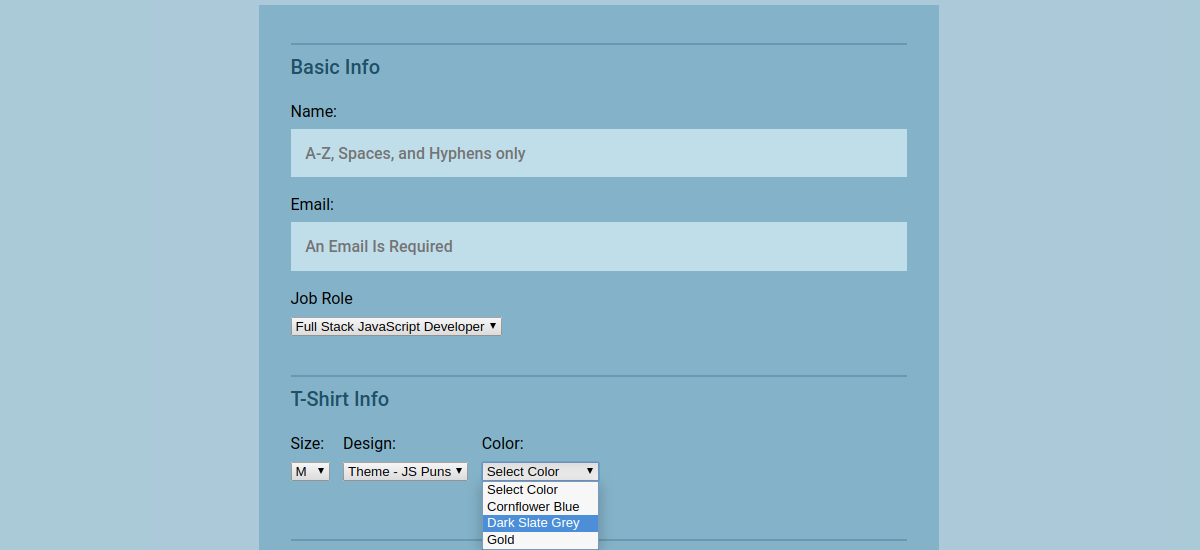 Basic Info
Name:
A-Z, Spaces, and Hyphens only
Email:
An Email Is Required
Job Role
Full Stack JavaScript Developer
T-Shirt Info
Size: Design: Color:
M Theme - JS Puns Select Color
Select Color
Cornflower Blue
Dark Slate Grey
Gold